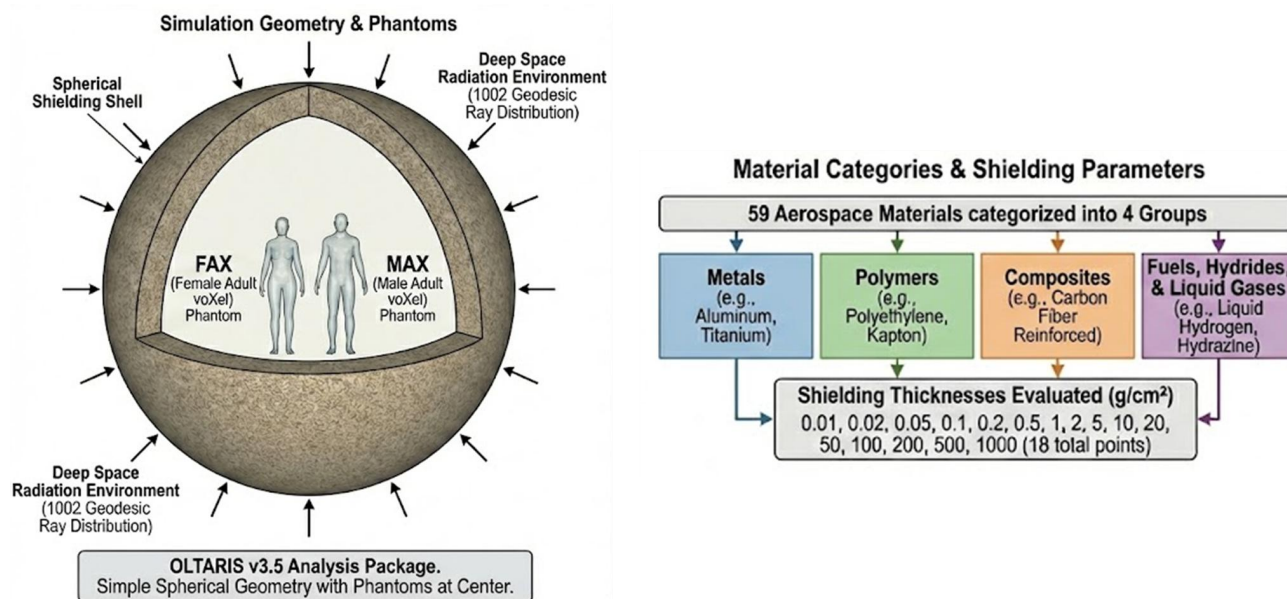 Simulation Geometry & Phantoms
Spherical
Shielding Shell
Deep Space
Radiation Environment
(1002 Geodesic
Ray Distribution)
FAX
(Female Adult
voXel)
Phantom
MAX
(Male Adult
voXel)
Phantom
Deep Space
Radiation Environment
(1002 Geodesic
Ray Distribution)
OLTARIS v3.5 Analysis Package.
Simple Spherical Geometry with Phantoms at Center.
Material Categories & Shielding Parameters
59 Aerospace Materials categorized into 4 Groups
Metals
(e.g.,
Aluminum,
Titanium)
Polymers
(e.g.,
Polyethylene,
Kapton)
Composites
(e.g., Carbon
Fiber
Reinforced)
Fuels, Hydrides
& Liquid Gases
(e.g., Liquid
Hydrogen,
Hydrazine)
Shielding Thicknesses Evaluated (g/cm²)
0.01, 0.02, 0.05, 0.1, 0.2, 0.5, 1, 2, 5, 10, 20,
50, 100, 200, 500, 1000 (18 total points)